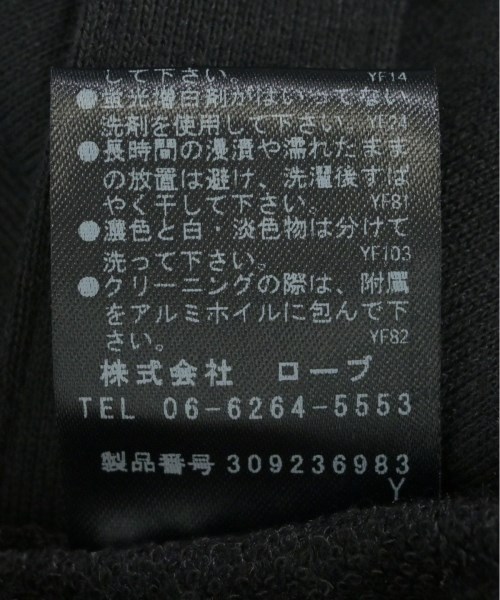 して下さい。 YF14
●蛍光増白剤がはいってない
洗剤を使用して下さい。 YF24
●長時間の浸漬や濡れたまま
の放置は避け、洗濯後すば
やく干して下さい。 YF81
●濃色と白・淡色物は分けて
洗って下さい。 YF103
●クリーニングの際は、附属
をアルミホイルに包んで下
さい。 YF82
株式会社 ローブ
TEL 06-6264-5553
製品番号 309236983
Y